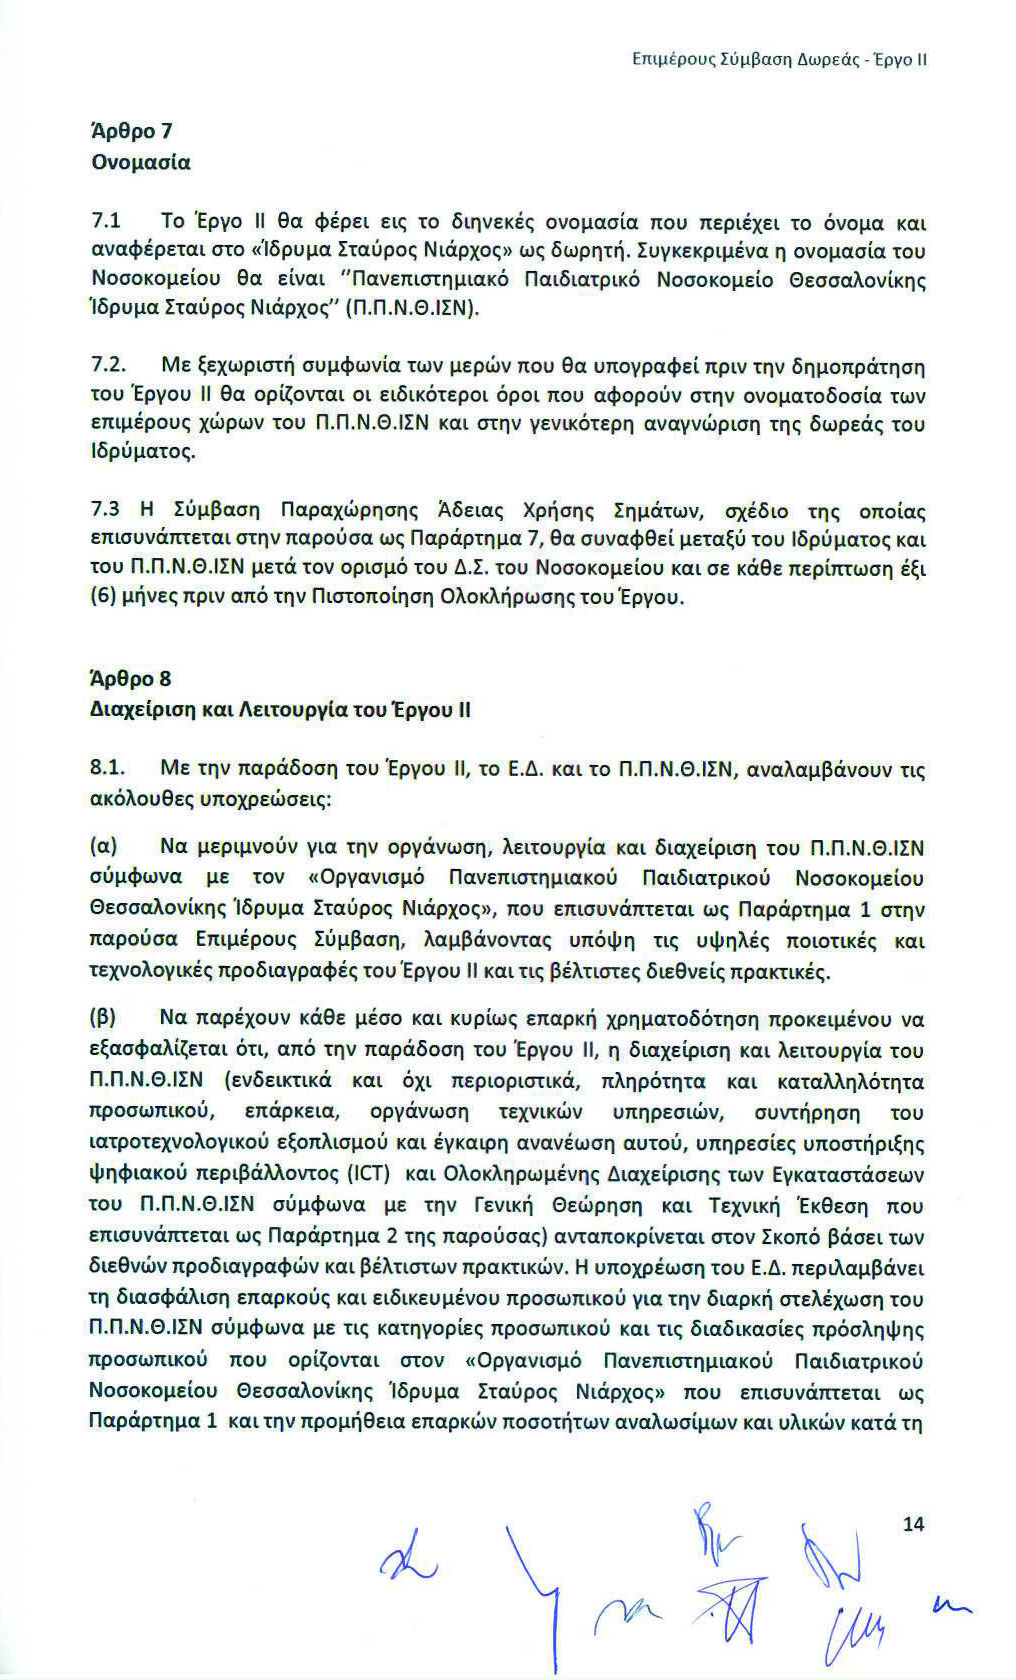 Επιμέρους Σύμβαση Δωρεάς - Έργο ΙΙ
Άρθρο 7
Ονομασία
7.1 Το Έργο ΙΙ θα φέρει εις το διηνεκές ονομασία που περιέχει το όνομα και
αναφέρεται στο «Ίδρυμα Σταύρος Νιάρχος» ως δωρητή. Συγκεκριμένα η ονομασία του
Νοσοκομείου θα είναι ‘’Πανεπιστημιακό Παιδιατρικό Νοσοκομείο Θεσσαλονίκης
Ίδρυμα Σταύρος Νιάρχος’’ (Π.Π.Ν.Θ.ΙΣΝ).
7.2. Με ξεχωριστή συμφωνία των μερών που θα υπογραφεί πριν την δημοπράτηση
του Έργου ΙΙ θα ορίζονται οι ειδικότεροι όροι που αφορούν στην ονοματοδοσία των
επιμέρους χώρων του Π.Π.Ν.Θ.ΙΣΝ και στην γενικότερη αναγνώριση της δωρεάς του
Ιδρύματος.
7.3 Η Σύμβαση Παραχώρησης Άδειας Χρήσης Σημάτων, σχέδιο της οποίας
επισυνάπτεται στην παρούσα ως Παράρτημα 7, θα συναφθεί μεταξύ του Ιδρύματος και
του Π.Π.Ν.Θ.ΙΣΝ μετά τον ορισμό του Δ.Σ. του Νοσοκομείου και σε κάθε περίπτωση έξι
(6) μήνες πριν από την Πιστοποίηση Ολοκλήρωσης του Έργου.
Άρθρο 8
Διαχείριση και Λειτουργία του Έργου ΙΙ
8.1. Με την παράδοση του Έργου ΙΙ, το Ε.Δ. και το Π.Π.Ν.Θ.ΙΣΝ, αναλαμβάνουν τις
ακόλουθες υποχρεώσεις:
(α) Να μεριμνούν για την οργάνωση, λειτουργία και διαχείριση του Π.Π.Ν.Θ.ΙΣΝ
σύμφωνα με τον «Οργανισμό Πανεπιστημιακού Παιδιατρικού Νοσοκομείου
Θεσσαλονίκης Ίδρυμα Σταύρος Νιάρχος», που επισυνάπτεται ως Παράρτημα 1 στην
παρούσα Επιμέρους Σύμβαση, λαμβάνοντας υπόψη τις υψηλές ποιοτικές και
τεχνολογικές προδιαγραφές του Έργου ΙΙ και τις βέλτιστες διεθνείς πρακτικές.
(β) Να παρέχουν κάθε μέσο και κυρίως επαρκή χρηματοδότηση προκειμένου να
εξασφαλίζεται ότι, από την παράδοση του Έργου ΙΙ, η διαχείριση και λειτουργία του
Π.Π.Ν.Θ.ΙΣΝ (ενδεικτικά και όχι περιοριστικά, πληρότητα και καταλληλότητα
προσωπικού, επάρκεια, οργάνωση τεχνικών υπηρεσιών, συντήρηση του
ιατροτεχνολογικού εξοπλισμού και έγκαιρη ανανέωση αυτού, υπηρεσίες υποστήριξης
ψηφιακού περιβάλλοντος (ICT) και Ολοκληρωμένης Διαχείρισης των Εγκαταστάσεων
του Π.Π.Ν.Θ.ΙΣΝ σύμφωνα με την Γενική Θεώρηση και Τεχνική Έκθεση που
επισυνάπτεται ως Παράρτημα 2 της παρούσας) ανταποκρίνεται στον Σκοπό βάσει των
διεθνών προδιαγραφών και βέλτιστων πρακτικών. Η υποχρέωση του Ε.Δ. περιλαμβάνει
τη διασφάλιση επαρκούς και ειδικευμένου προσωπικού για την διαρκή στελέχωση του
Π.Π.Ν.Θ.ΙΣΝ σύμφωνα με τις κατηγορίες προσωπικού και τις διαδικασίες πρόσληψης
προσωπικού που ορίζονται στον «Οργανισμό Πανεπιστημιακού Παιδιατρικού
Νοσοκομείου Θεσσαλονίκης Ίδρυμα Σταύρος Νιάρχος» που επισυνάπτεται ως
Παράρτημα 1 και την προμήθεια επαρκών ποσοτήτων αναλωσίμων και υλικών κατά τη
14